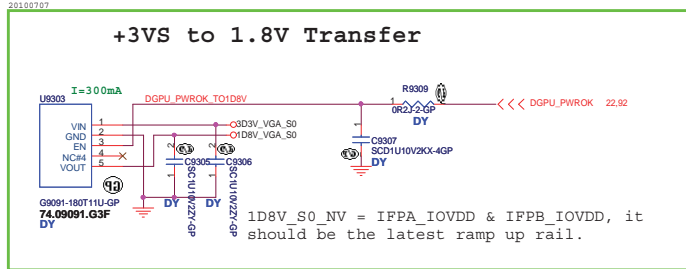 20100707
+3VS to 1.8V Transfer
I=300mA
U9303
DGPU_PWROK_TO1D8V
R9309
1 2
0R2J-2-GP
DY
DGPU_PWROK 22,92
VIN 1
GND 2
EN 3
NC#4 4
VOUT 5
3D3V_VGA_S0
1D8V_VGA_S0
G9091-180T11U-GP
74.09091.G3F
DY
C9305
SC1U10V2ZY-GP
DY
C9306
SC1U10V2ZY-GP
DY
1
C9307
SCD1U10V2KX-4GP
DY
1D8V_S0_NV = IFPA_IOVDD & IFPB_IOVDD, it
should be the latest ramp up rail.